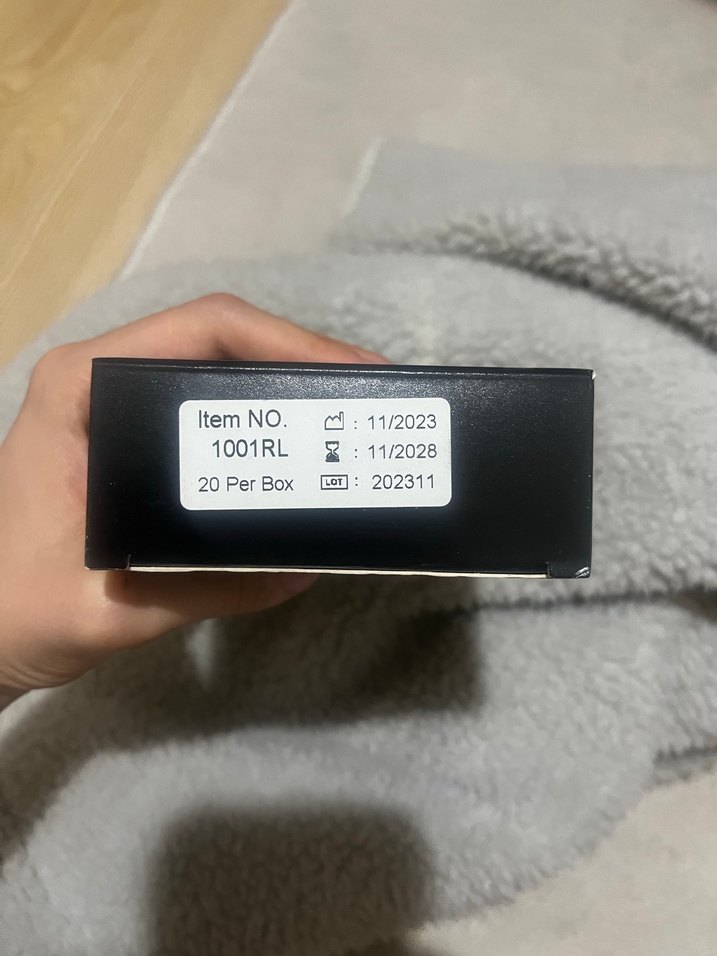 Item NO.
1001RL
20 Per Box
: 11/2023
: 11/2028
LOT : 202311